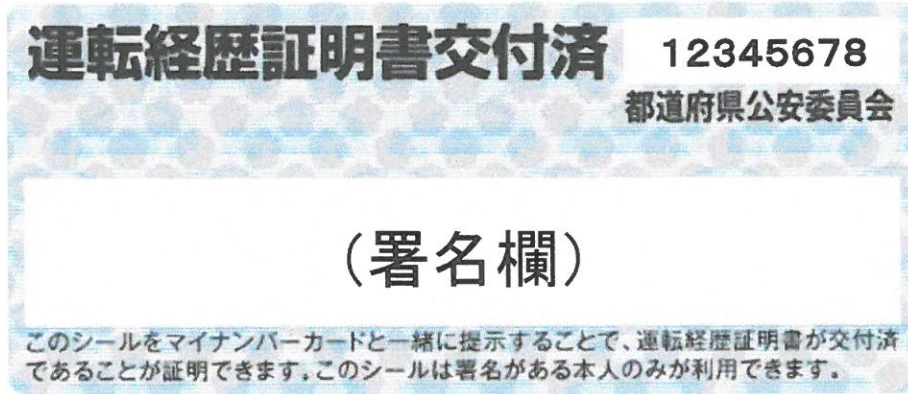 運転経歴証明書交付済 12345678
都道府県公安委員会
(署名欄)
このシールをマイナンバーカードと一緒に提示することで、運転経歴証明書が交付済
であることが証明できます。このシールは署名がある本人のみが利用できます。